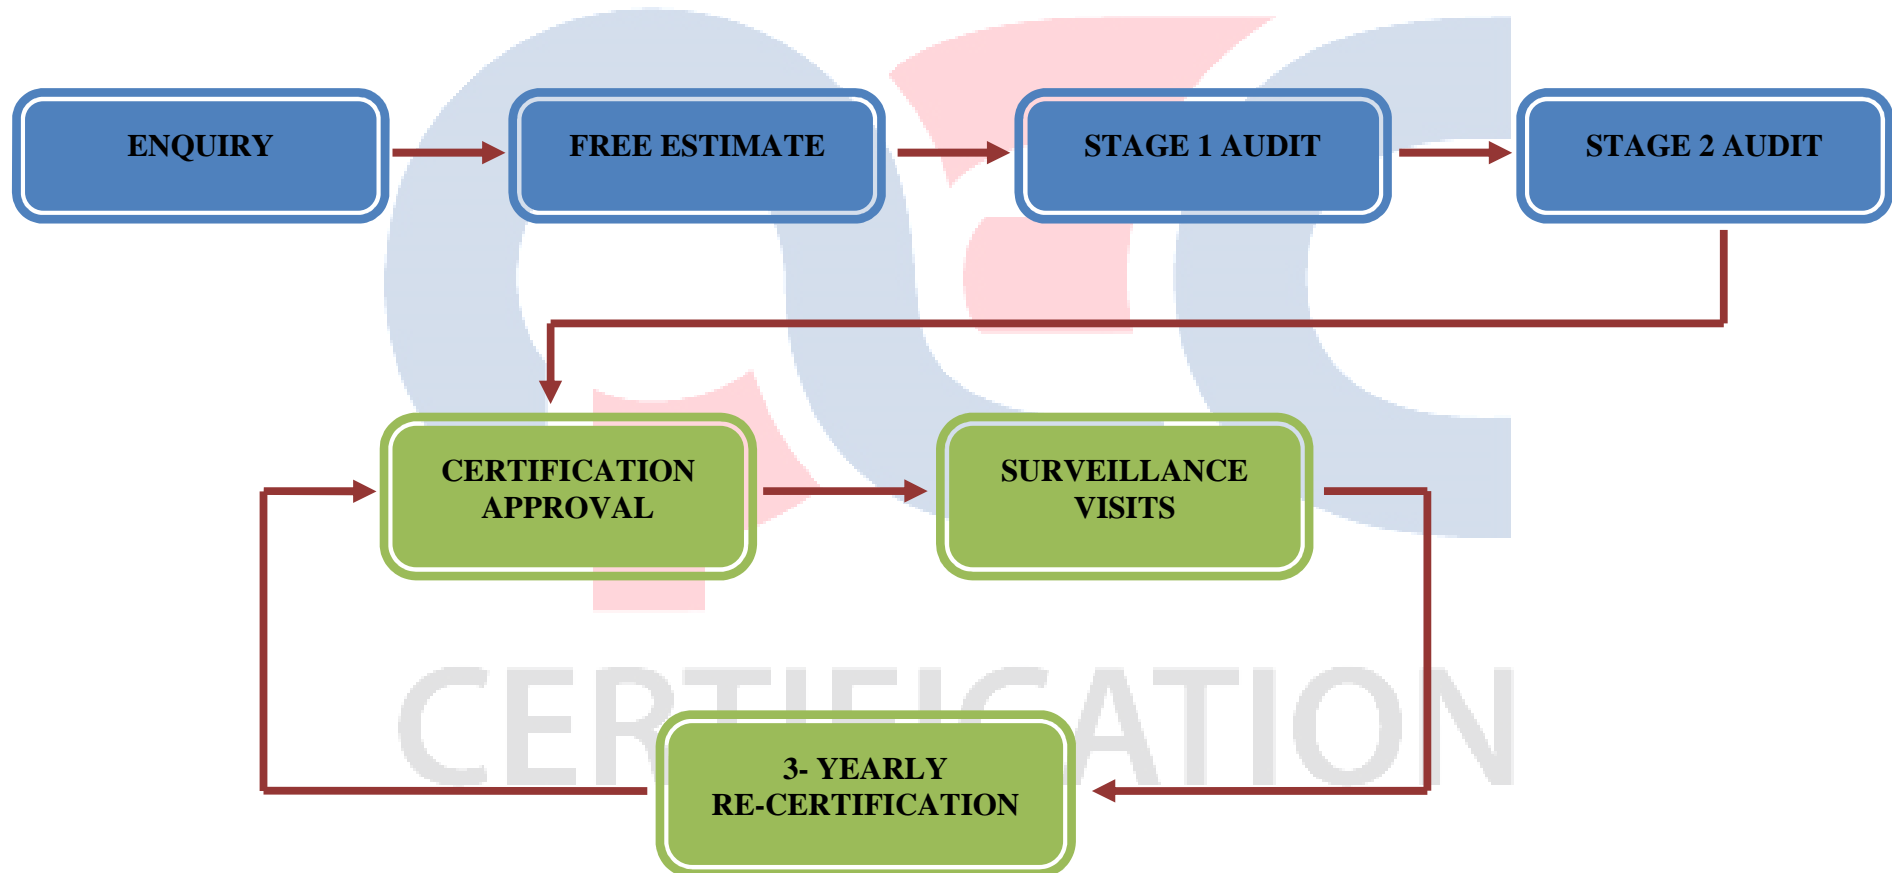 ENQUIRY
FREE ESTIMATE
STAGE 1 AUDIT
STAGE 2 AUDIT
CERTIFICATION
APPROVAL
SURVEILLANCE
VISITS
3- YEARLY
RE-CERTIFICATION
CERTIFICATION